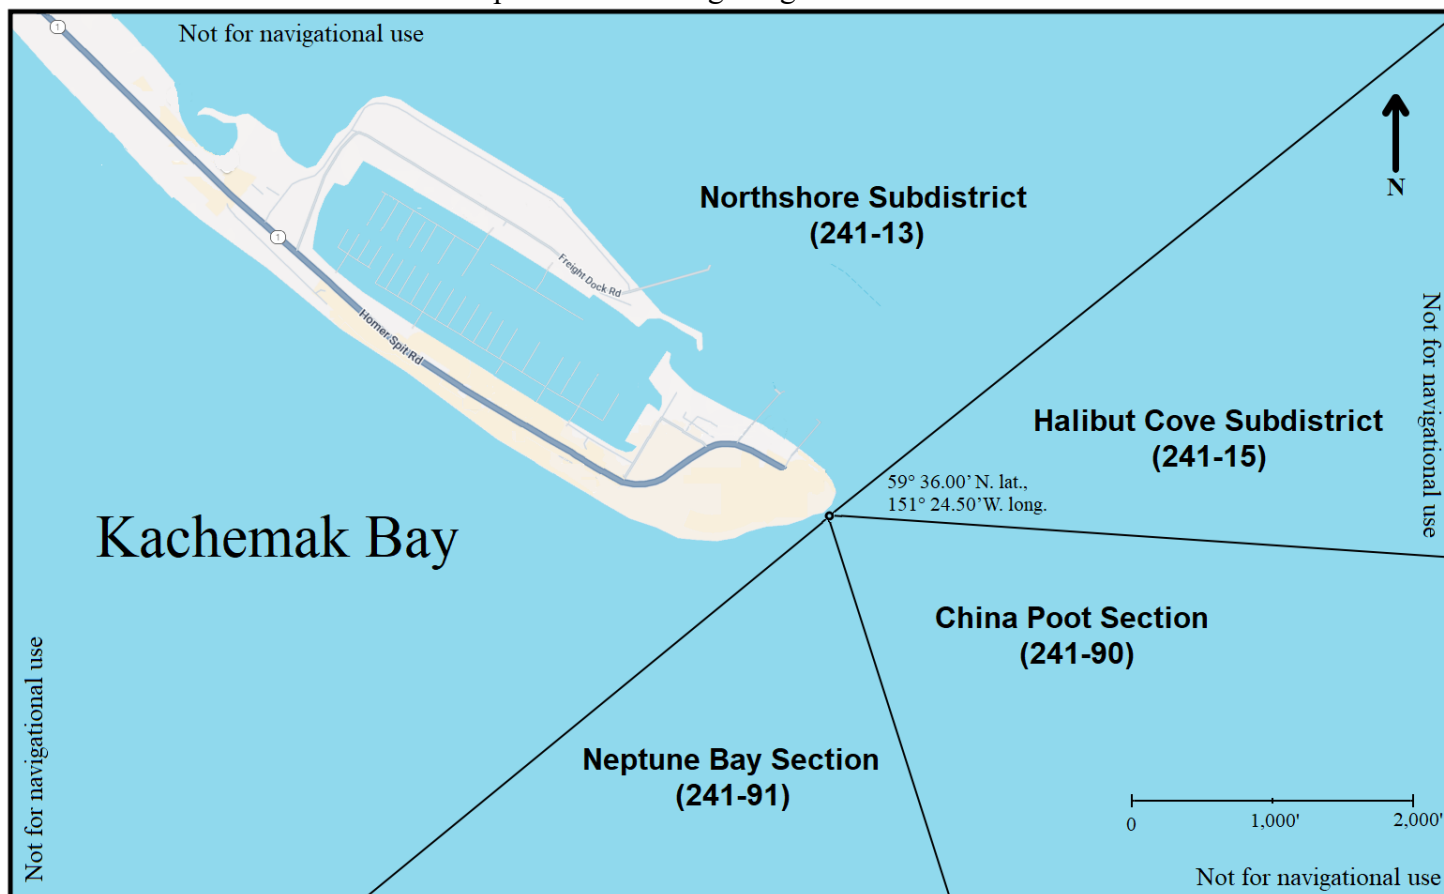 Not for navigational use
1
N
Northshore Subdistrict
(241-13)
1
Freight Dock Rd
Homer Spit Rd
Not for navigational use
Halibut Cove Subdistrict
(241-15)
59° 36.00’ N. lat.,
151° 24.50’W. long.
Kachemak Bay
China Poot Section
(241-90)
Not for navigational use
Neptune Bay Section
(241-91)
0 1,000' 2,000'
Not for navigational use